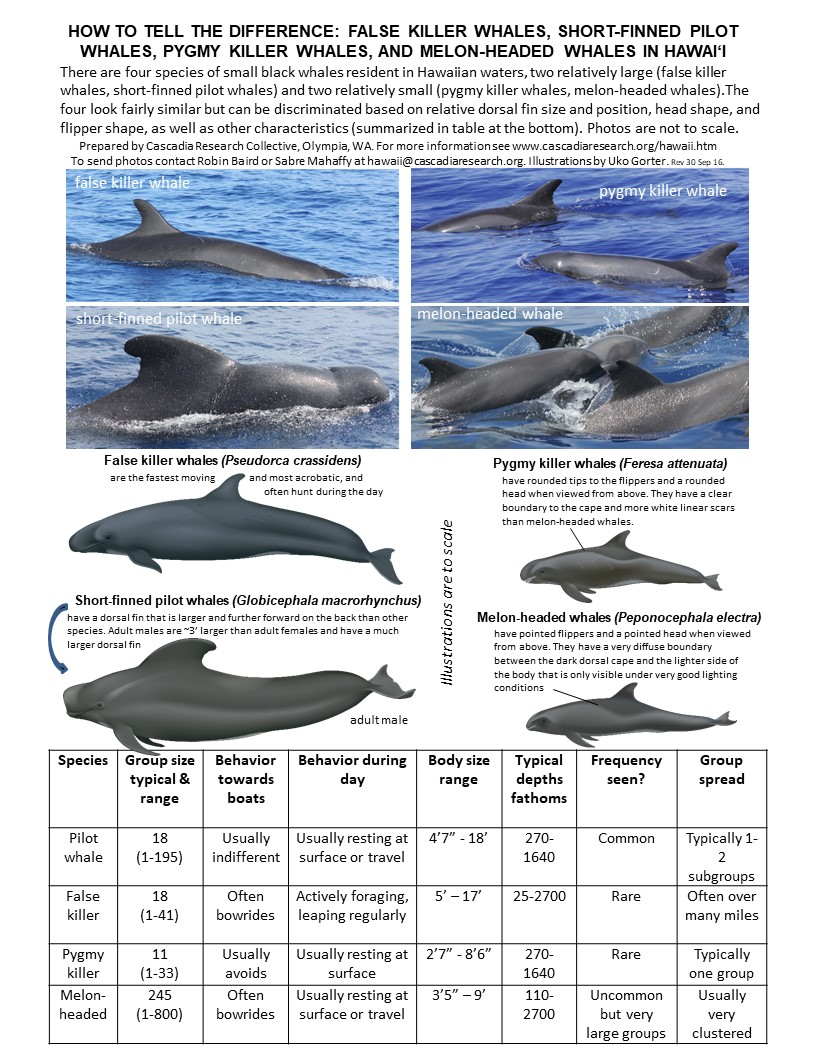 HOW TO TELL THE DIFFERENCE: FALSE KILLER WHALES, SHORT-FINNED PILOT
WHALES, PYGMY KILLER WHALES, AND MELON-HEADED WHALES IN HAWAI‘I
There are four species of small black whales resident in Hawaiian waters, two relatively large (false killer
whales, short-finned pilot whales) and two relatively small (pygmy killer whales, melon-headed whales).The
four look fairly similar but can be discriminated based on relative dorsal fin size and position, head shape, and
flipper shape, as well as other characteristics (summarized in table at the bottom). Photos are not to scale.
Prepared by Cascadia Research Collective, Olympia, WA. For more information see www.cascadiaresearch.org/hawaii.htm
To send photos contact Robin Baird or Sabre Mahaffy at hawaii@cascadiaresearch.org. Illustrations by Uko Gorter. Rev 30 Sep 16.
false killer whale
pygmy killer whale
short-finned pilot whale
melon-headed whale
False killer whales (Pseudorca crassidens)
are the fastest moving and most acrobatic, and
often hunt during the day
Short-finned pilot whales (Globicephala macrorhynchus)
have a dorsal fin that is larger and further forward on the back than other
species. Adult males are ~3’ larger than adult females and have a much
larger dorsal fin
adult male
Illustrations are to scale
Pygmy killer whales (Feresa attenuata)
have rounded tips to the flippers and a rounded
head when viewed from above. They have a clear
boundary to the cape and more white linear scars
than melon-headed whales.
Melon-headed whales (Peponocephala electra)
have pointed flippers and a pointed head when viewed
from above. They have a very diffuse boundary
between the dark dorsal cape and the lighter side of
the body that is only visible under very good lighting
conditions
Species
Group size
typical &
range
Behavior
towards
boats
Behavior during
day
Body size
range
Typical
depths
fathoms
Frequency
seen?
Group
spread
Pilot
whale
18
(1-195)
Usually
indifferent
Usually resting at
surface or travel
4’7” - 18’
270-
1640
Common
Typically 1-
2
subgroups
False
killer
18
(1-41)
Often
bowrides
Actively foraging,
leaping regularly
5’ – 17’
25-2700
Rare
Often over
many miles
Pygmy
killer
11
(1-33)
Usually
avoids
Usually resting at
surface
2’7” - 8’6”
270-
1640
Rare
Typically
one group
Melon-
headed
245
(1-800)
Often
bowrides
Usually resting at
surface or travel
3’5” – 9’
110-
2700
Uncommon
but very
large groups
Usually
very
clustered